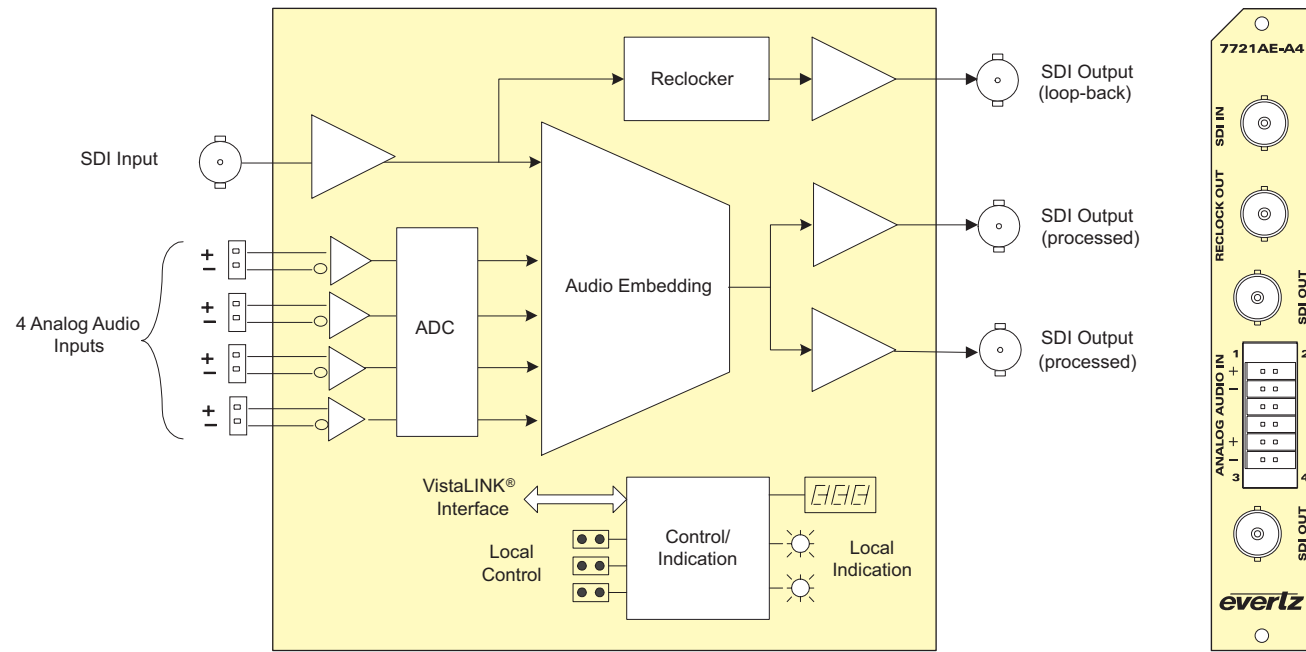 SDI Input
Reclocker
SDI Output
(loop-back)
SDI Output
(processed)
SDI Output
(processed)
4 Analog Audio
Inputs
+
−
+
−
+
−
+
−
ADC
Audio Embedding
VistaLINK®
Interface
Local
Control
Control/
Indication
Local
Indication
7721AE-A4
SDI IN
RECLOCK OUT
SDI OUT
ANALOG AUDIO IN
1
2
+
−
+
−
3
4
SDI OUT
evertz